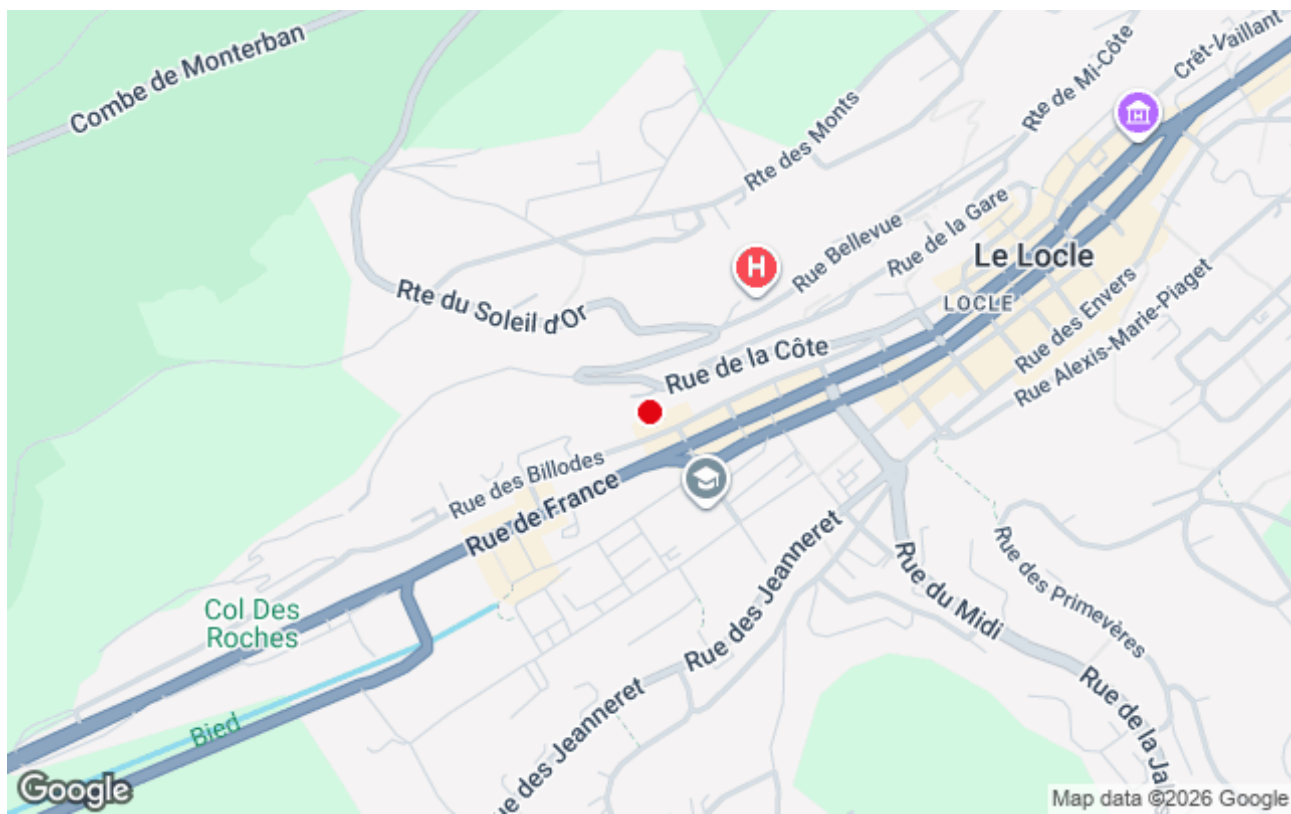 Combe de Monterban
Crêt-Vaillant
Rte de Mi-Côte
Rte des Monts
Rue de la Gare
Rue Bellevue
Le Locle
LOCLE
Rte du Soleil d'Or
Rue des Envers
Rue Alexis-Marie-Piaget
Rue de la Côte
H
Rue des Billodes
Rue de France
Rue des Jeanneret
Rue du Midi
Rue des Primevères
Col Des
Roches
Bied
Rue de la Ja
ue des Jeanneret
Google
Map data ©2026 Google